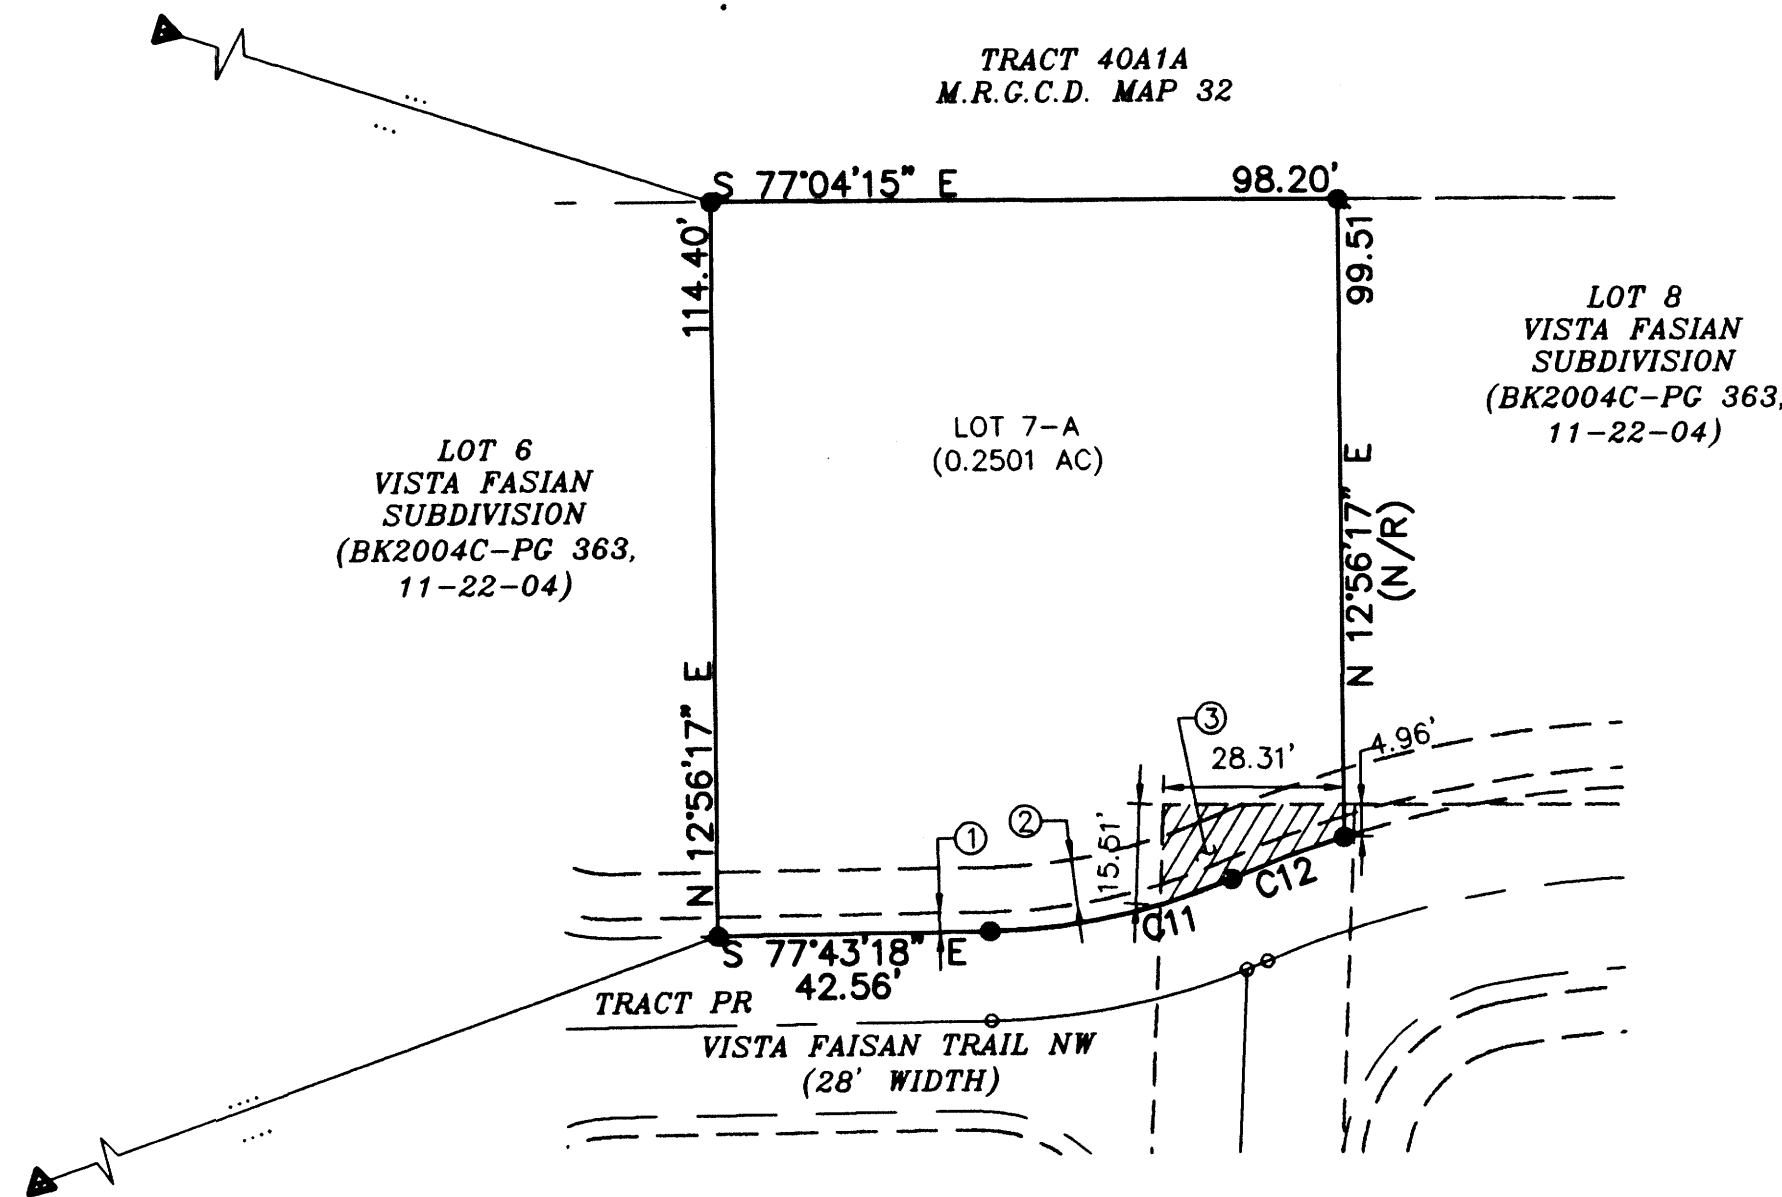 TRACT 40A1A
M.R.G.C.D. MAP 32
S 77°04'15" E
98.20'
114.40'
99.51'
LOT 8
VISTA FASIAN
SUBDIVISION
(BK2004C-PG 363,
11-22-04)
LOT 7-A
(0.2501 AC)
LOT 6
VISTA FASIAN
SUBDIVISION
(BK2004C-PG 363,
11-22-04)
N 12°56'17" E
(N/R)
N 12°56'17" E
3
28.31'
4.96'
2
1
15.61'
C12
C11
S 77°43'18" E
42.56'
TRACT PR
VISTA FAISAN TRAIL NW
(28' WIDTH)